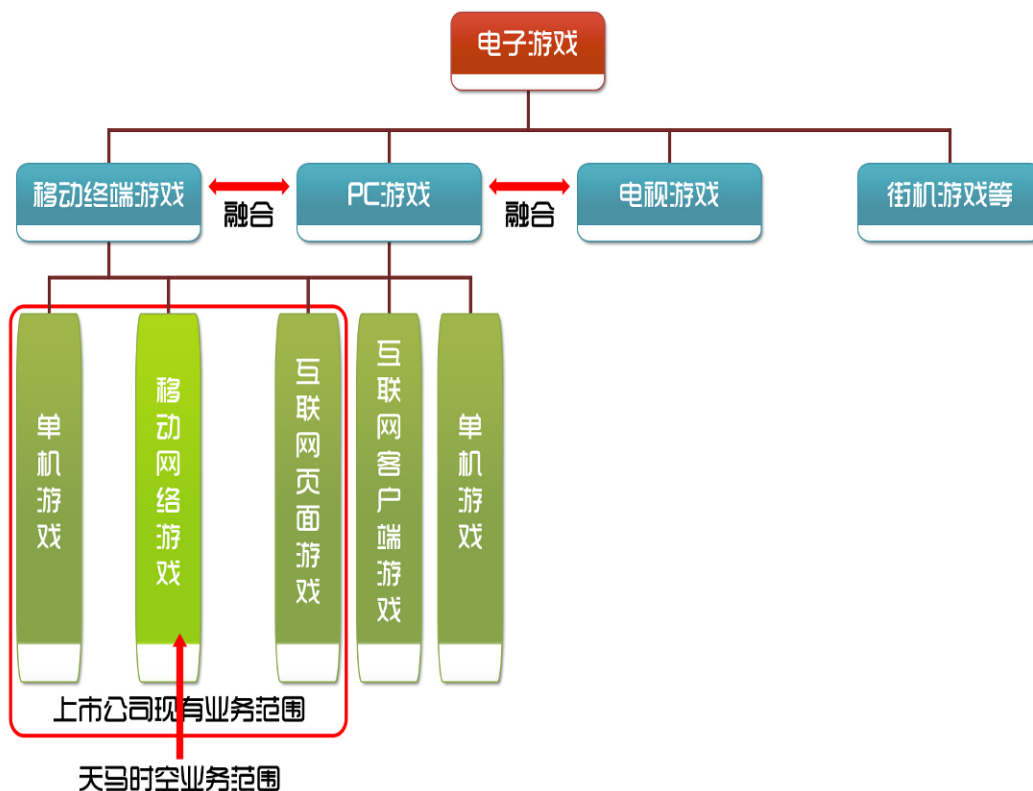 电子游戏
移动终端游戏
PC游戏
电视游戏
街机游戏等
融合
融合
单机游戏
移动网络游戏
互联网页面游戏
互联网客户端游戏
单机游戏
上市公司现有业务范围
天马时空业务范围